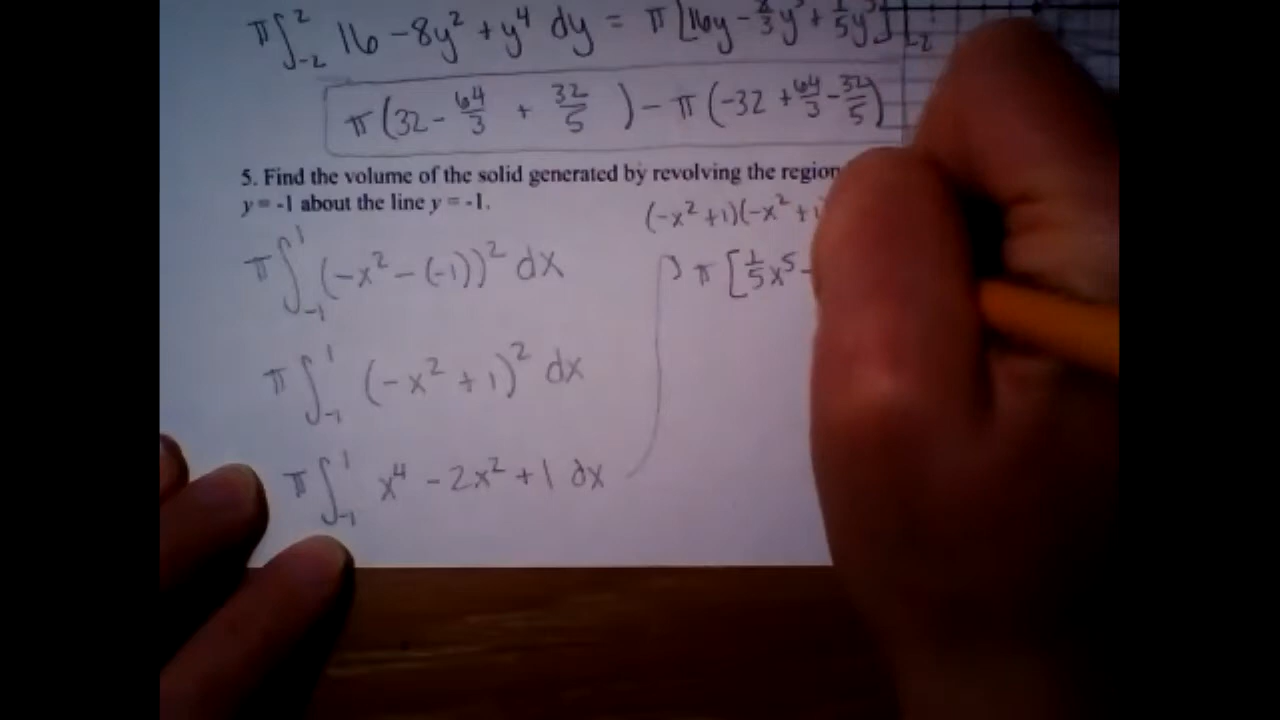 π∫₋₂² 16 - 8y² + y⁴ dy = π[16y - 8/3 y³ + 1/5 y⁵]₋₂
π(32 - 64/3 + 32/5) - π(-32 + 64/3 - 32/5)
5. Find the volume of the solid generated by revolving the region
y = -1 about the line y = -1.
(-x² + 1)(-x² + 1)
π∫₋₁¹ (-x² - (-1))² dx
π[1/5 x⁵ -
π∫₋₁¹ (-x² + 1)² dx
π∫₋₁¹ x⁴ - 2x² + 1 dx